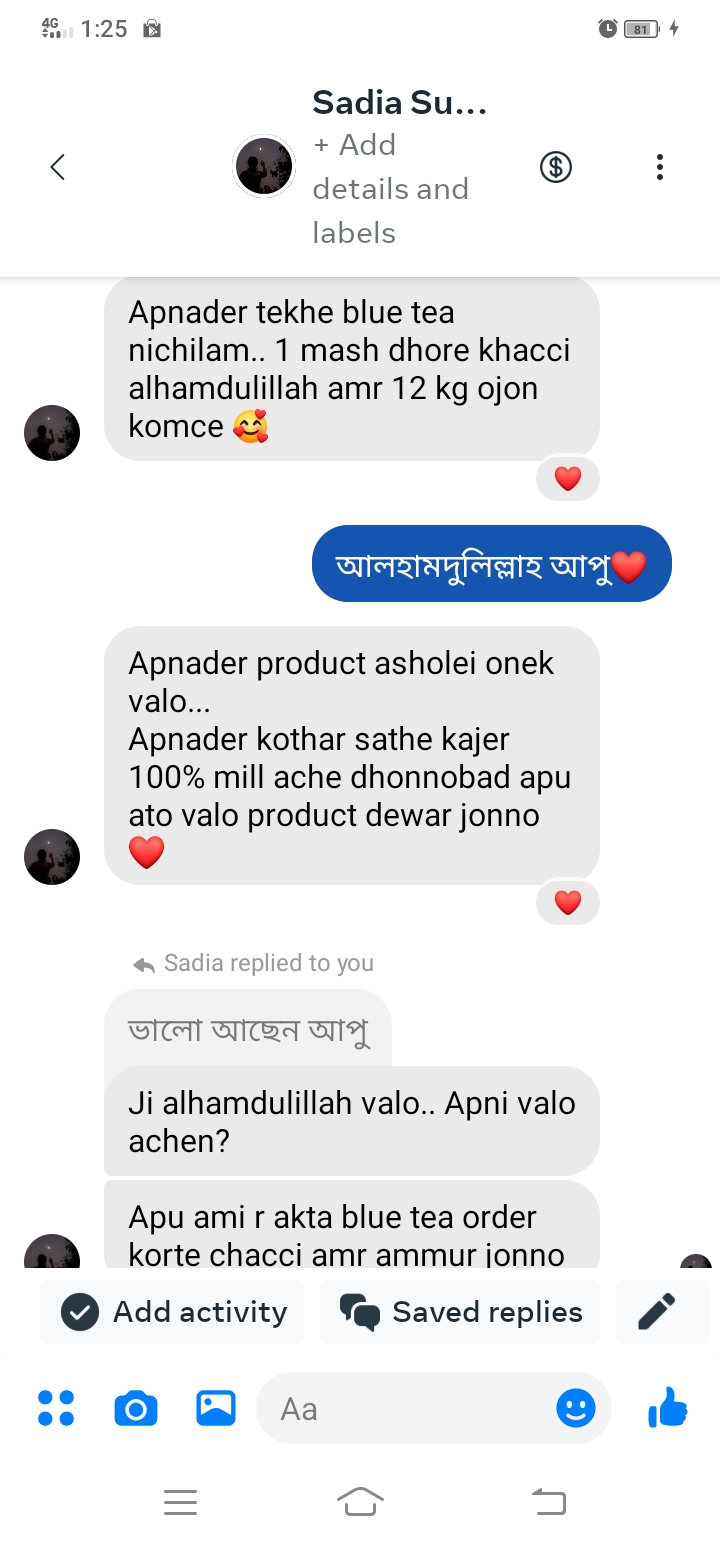 4G 1:25 81
Sadia Su...
+ Add
details and
labels
Apnader tekhe blue tea
nichilam.. 1 mash dhore khacci
alhamdulillah amr 12 kg ojon
komce 🥰
❤️
আলহামদুলিল্লাহ আপু❤️
Apnader product asholei onek
valo...
Apnader kothar sathe kajer
100% mill ache dhonnobad apu
ato valo product dewar jonno
❤️
❤️
Sadia replied to you
ভালো আছেন আপু
Ji alhamdulillah valo.. Apni valo
achen?
Apu ami r akta blue tea order
korte chacci amr ammur jonno
Add activity Saved replies
Aa